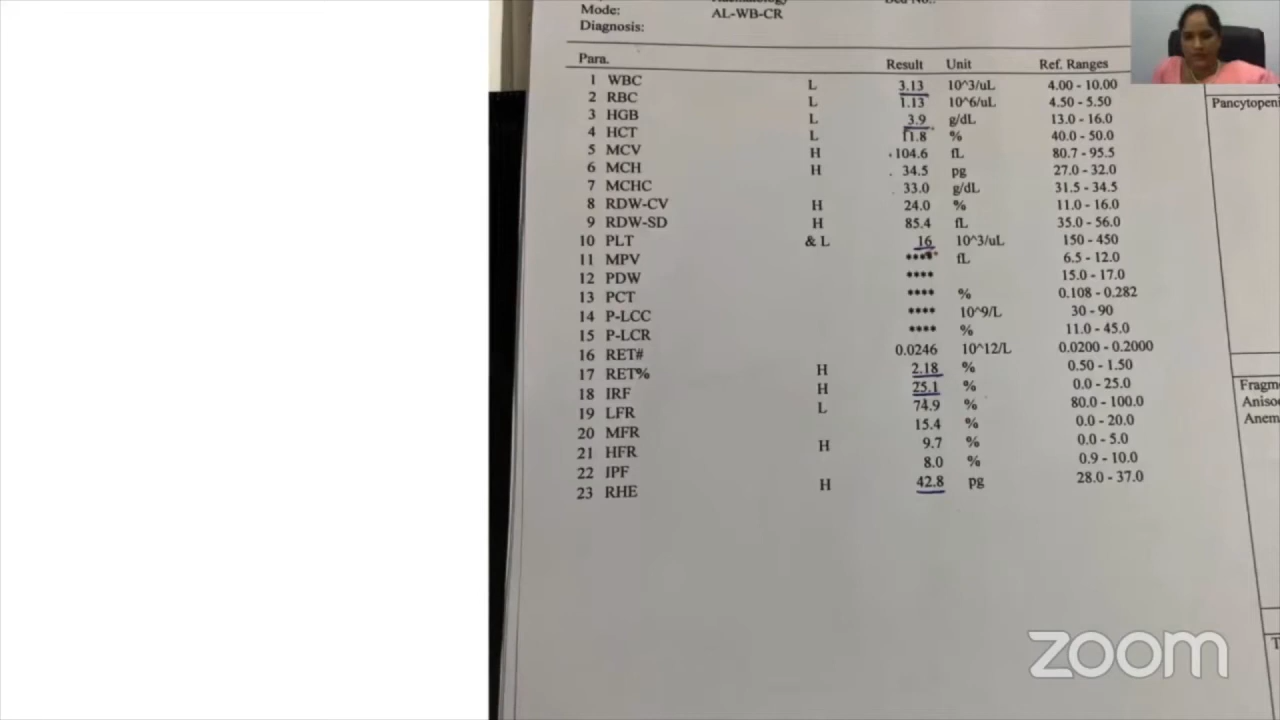 Mode: AL-WB-CR
Diagnosis:
Para. Result Unit Ref. Ranges
1 WBC L 3.13 10^3/uL 4.00 - 10.00
2 RBC L 1.13 10^6/uL 4.50 - 5.50
3 HGB L 3.9 g/dL 13.0 - 16.0
4 HCT L 11.8 % 40.0 - 50.0
5 MCV H 104.6 fL 80.7 - 95.5
6 MCH H 34.5 pg 27.0 - 32.0
7 MCHC 33.0 g/dL 31.5 - 34.5
8 RDW-CV H 24.0 % 11.0 - 16.0
9 RDW-SD H 85.4 fL 35.0 - 56.0
10 PLT & L 16 10^3/uL 150 - 450
11 MPV **** fL 6.5 - 12.0
12 PDW **** 15.0 - 17.0
13 PCT **** % 0.108 - 0.282
14 P-LCC **** 10^9/L 30 - 90
15 P-LCR **** % 11.0 - 45.0
16 RET# 0.0246 10^12/L 0.0200 - 0.2000
17 RET% H 2.18 % 0.50 - 1.50
18 IRF H 25.1 % 0.0 - 25.0
19 LFR L 74.9 % 80.0 - 100.0
20 MFR 15.4 % 0.0 - 20.0
21 HFR H 9.7 % 0.0 - 5.0
22 IPF 8.0 % 0.9 - 10.0
23 RHE H 42.8 pg 28.0 - 37.0
zoom